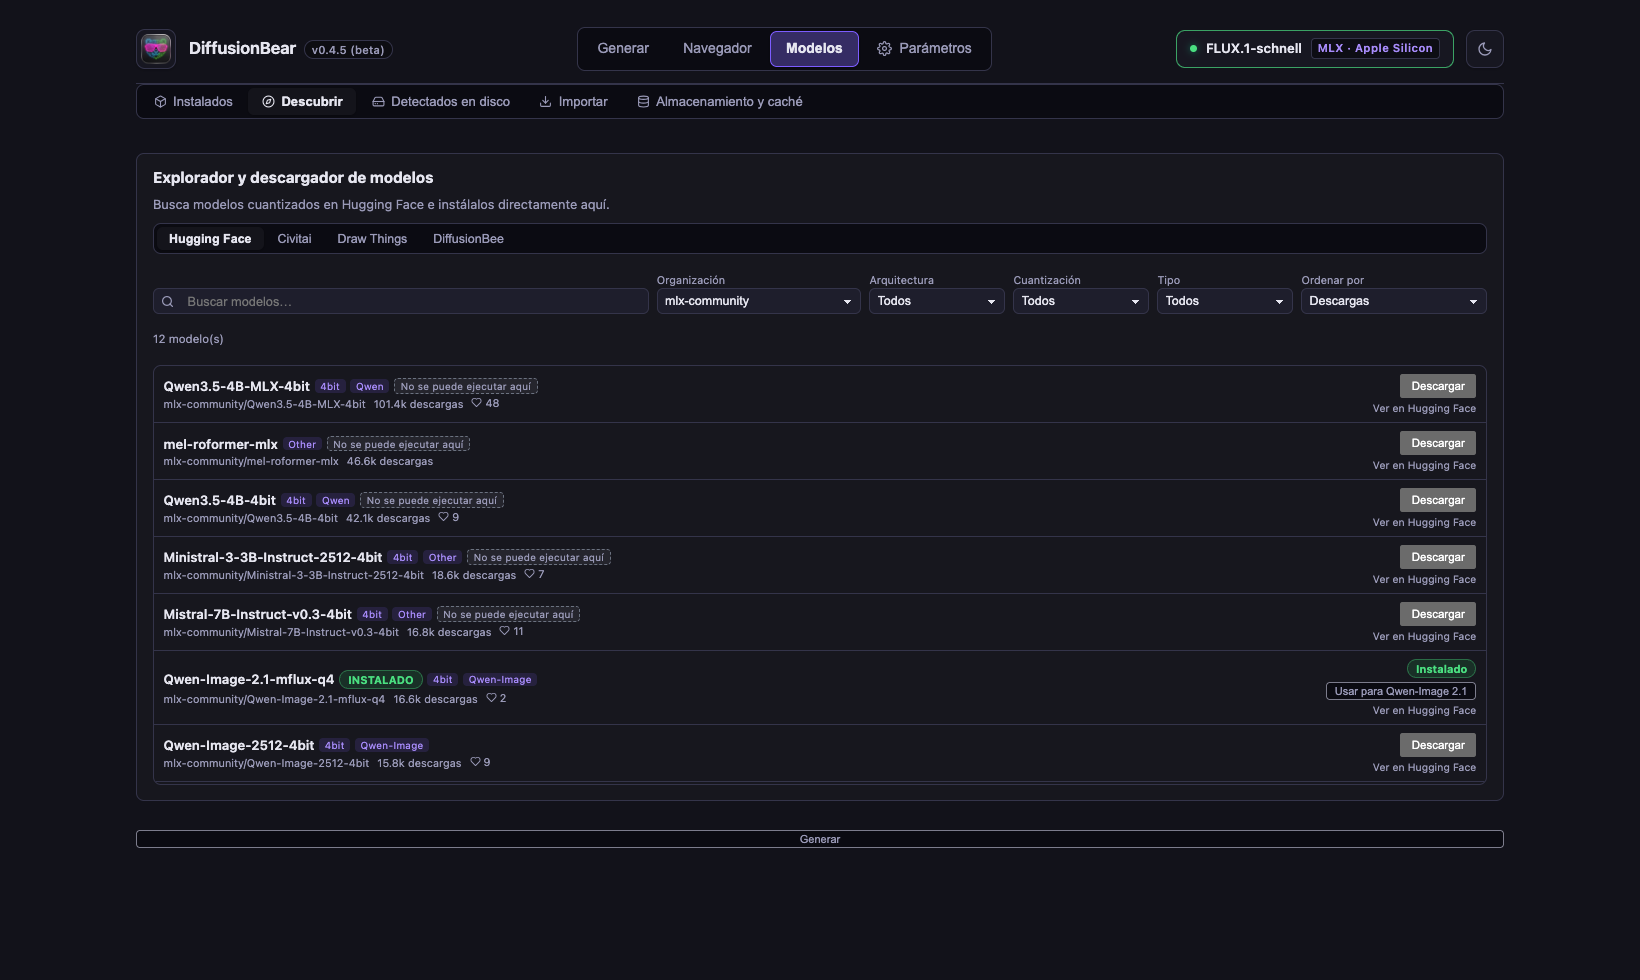 DiffusionBear v0.4.5 (beta)
Generar Navegador Modelos Parámetros
FLUX.1-schnell MLX · Apple Silicon
Instalados Descubrir Detectados en disco Importar Almacenamiento y caché
Explorador y descargador de modelos
Busca modelos cuantizados en Hugging Face e instálalos directamente aquí.
Hugging Face Civitai Draw Things DiffusionBee
Organización Arquitectura Cuantización Tipo Ordenar por
Buscar modelos… mlx-community Todos Todos Todos Descargas
12 modelo(s)
Qwen3.5-4B-MLX-4bit 4bit Qwen No se puede ejecutar aquí Descargar
mlx-community/Qwen3.5-4B-MLX-4bit 101.4k descargas 48 Ver en Hugging Face
mel-roformer-mlx Other No se puede ejecutar aquí Descargar
mlx-community/mel-roformer-mlx 46.6k descargas Ver en Hugging Face
Qwen3.5-4B-4bit 4bit Qwen No se puede ejecutar aquí Descargar
mlx-community/Qwen3.5-4B-4bit 42.1k descargas 9 Ver en Hugging Face
Ministral-3-3B-Instruct-2512-4bit 4bit Other No se puede ejecutar aquí Descargar
mlx-community/Ministral-3-3B-Instruct-2512-4bit 18.6k descargas 7 Ver en Hugging Face
Mistral-7B-Instruct-v0.3-4bit 4bit Other No se puede ejecutar aquí Descargar
mlx-community/Mistral-7B-Instruct-v0.3-4bit 16.8k descargas 11 Ver en Hugging Face
Qwen-Image-2.1-mflux-q4 INSTALADO 4bit Qwen-Image Instalado
mlx-community/Qwen-Image-2.1-mflux-q4 16.6k descargas 2 Usar para Qwen-Image 2.1
Ver en Hugging Face
Qwen-Image-2512-4bit 4bit Qwen-Image Descargar
mlx-community/Qwen-Image-2512-4bit 15.8k descargas 9 Ver en Hugging Face
Generar